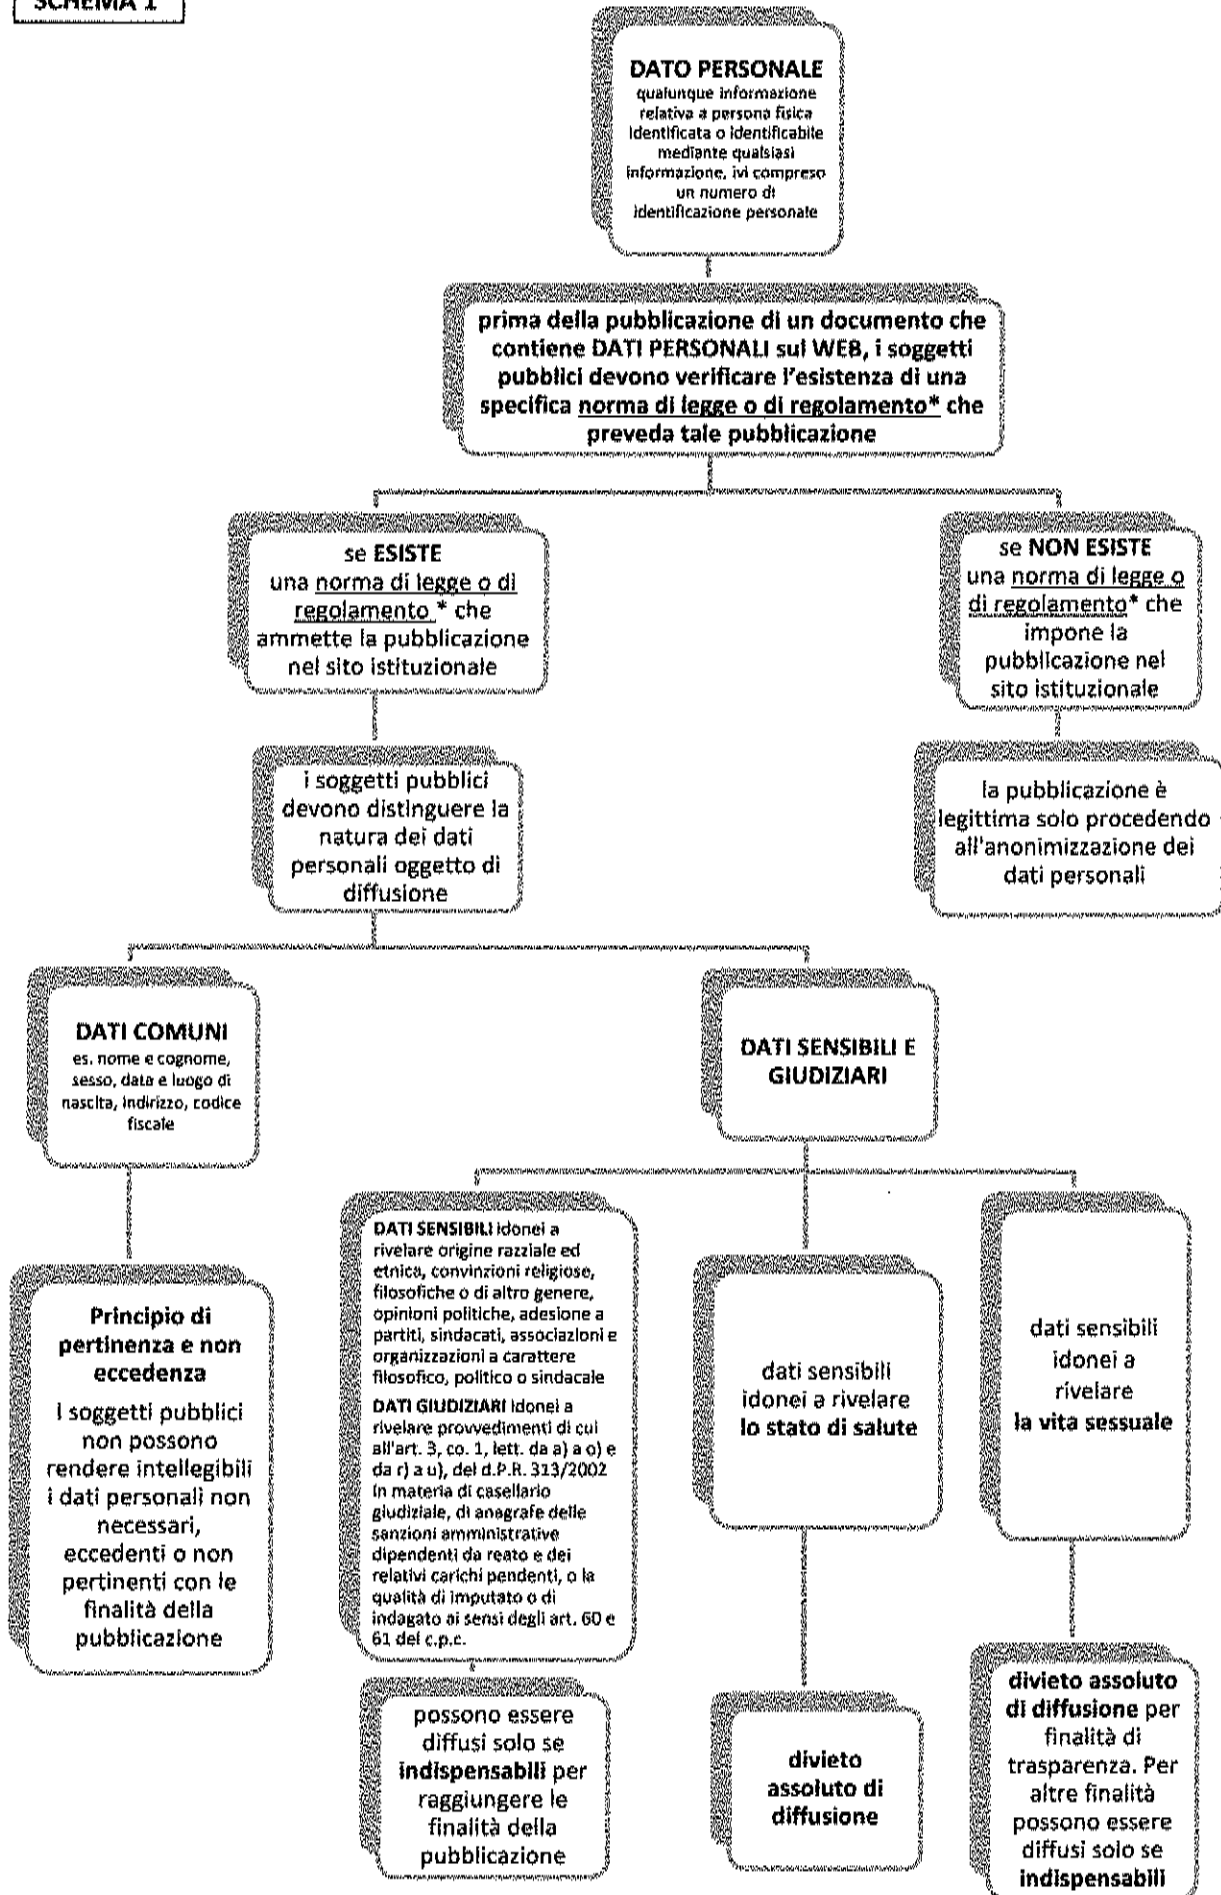 SCHEMA 1
DATO PERSONALE
qualunque informazione
relativa a persona fisica
identificata o identificabile
mediante qualsiasi
informazione, ivi compreso
un numero di
identificazione personale
prima della pubblicazione di un documento che
contiene DATI PERSONALI sul WEB, i soggetti
pubblici devono verificare l'esistenza di una
specifica norma di legge o di regolamento* che
preveda tale pubblicazione
se ESISTE
una norma di legge o di
regolamento * che
ammette la pubblicazione
nel sito istituzionale
se NON ESISTE
una norma di legge o
di regolamento* che
impone la
pubblicazione nel
sito istituzionale
i soggetti pubblici
devono distinguere la
natura dei dati
personali oggetto di
diffusione
la pubblicazione è
legittima solo procedendo
all'anonimizzazione dei
dati personali
DATI COMUNI
es. nome e cognome,
sesso, data e luogo di
nascita, indirizzo, codice
fiscale
DATI SENSIBILI E
GIUDIZIARI
Principio di
pertinenza e non
eccedenza
I soggetti pubblici
non possono
rendere intellegibili
i dati personali non
necessari,
eccedenti o non
pertinenti con le
finalità della
pubblicazione
DATI SENSIBILI idonei a
rivelare origine razziale ed
etnica, convinzioni religiose,
filosofiche o di altro genere,
opinioni politiche, adesione a
partiti, sindacati, associazioni e
organizzazioni a carattere
filosofico, politico o sindacale
DATI GIUDIZIARI idonei a
rivelare provvedimenti di cui
all'art. 3, co. 1, lett. da a) a o) e
da r) a u), del d.P.R. 313/2002
in materia di casellario
giudiziale, di anagrafe delle
sanzioni amministrative
dipendenti da reato e dei
relativi carichi pendenti, o la
qualità di imputato o di
indagato ai sensi degli art. 60 e
61 del c.p.c.
dati sensibili
idonei a rivelare
lo stato di salute
dati sensibili
idonei a
rivelare
la vita sessuale
possono essere
diffusi solo se
indispensabili per
raggiungere le
finalità della
pubblicazione
divieto
assoluto di
diffusione
divieto assoluto
di diffusione per
finalità di
trasparenza. Per
altre finalità
possono essere
diffusi solo se
indispensabili